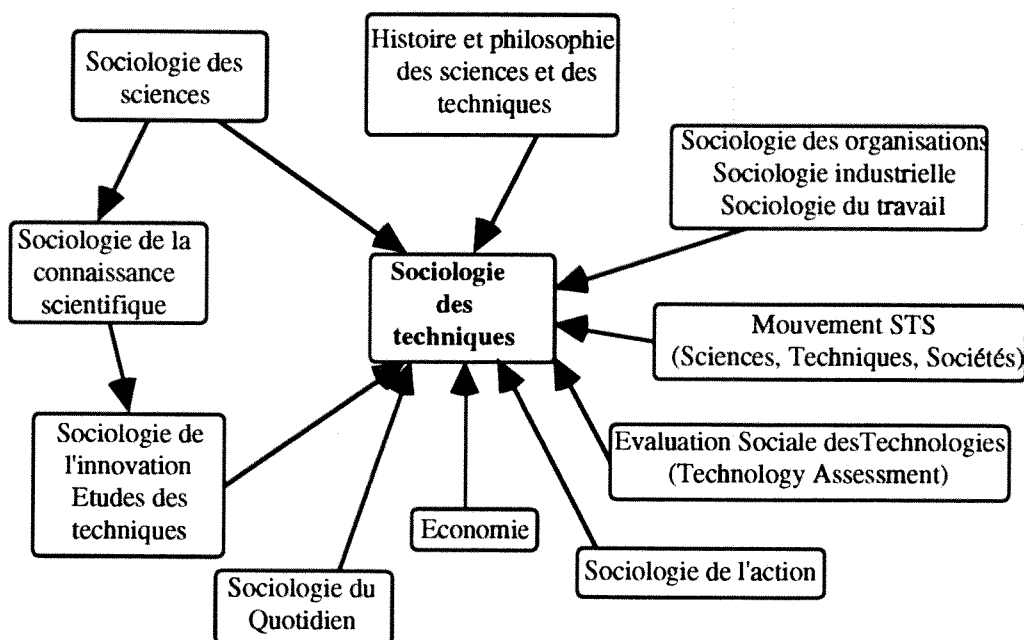 Sociologie des
sciences
Histoire et philosophie
des sciences et des
techniques
Sociologie des organisations
Sociologie industrielle
Sociologie du travail
Sociologie de la
connaissance
scientifique
Sociologie
des
techniques
Mouvement STS
(Sciences, Techniques, Sociétés)
Sociologie de
l'innovation
Etudes des
techniques
Evaluation Sociale desTechnologies
(Technology Assessment)
Economie
Sociologie de l'action
Sociologie du
Quotidien